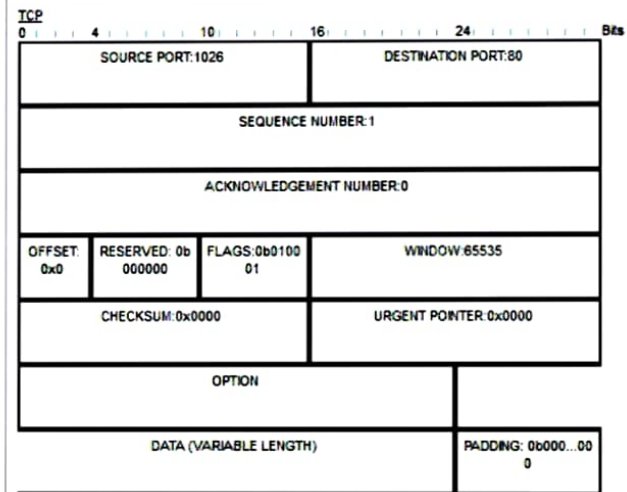 TCP
0 4 10 16 24 Bits
SOURCE PORT:1026 DESTINATION PORT:80
SEQUENCE NUMBER:1
ACKNOWLEDGEMENT NUMBER:0
OFFSET: RESERVED: 0b FLAGS:0b0100 WINDOW:65535
0x0 000000 01
CHECKSUM:0x0000 URGENT POINTER:0x0000
OPTION
DATA (VARIABLE LENGTH) PADDING: 0b000...00
0